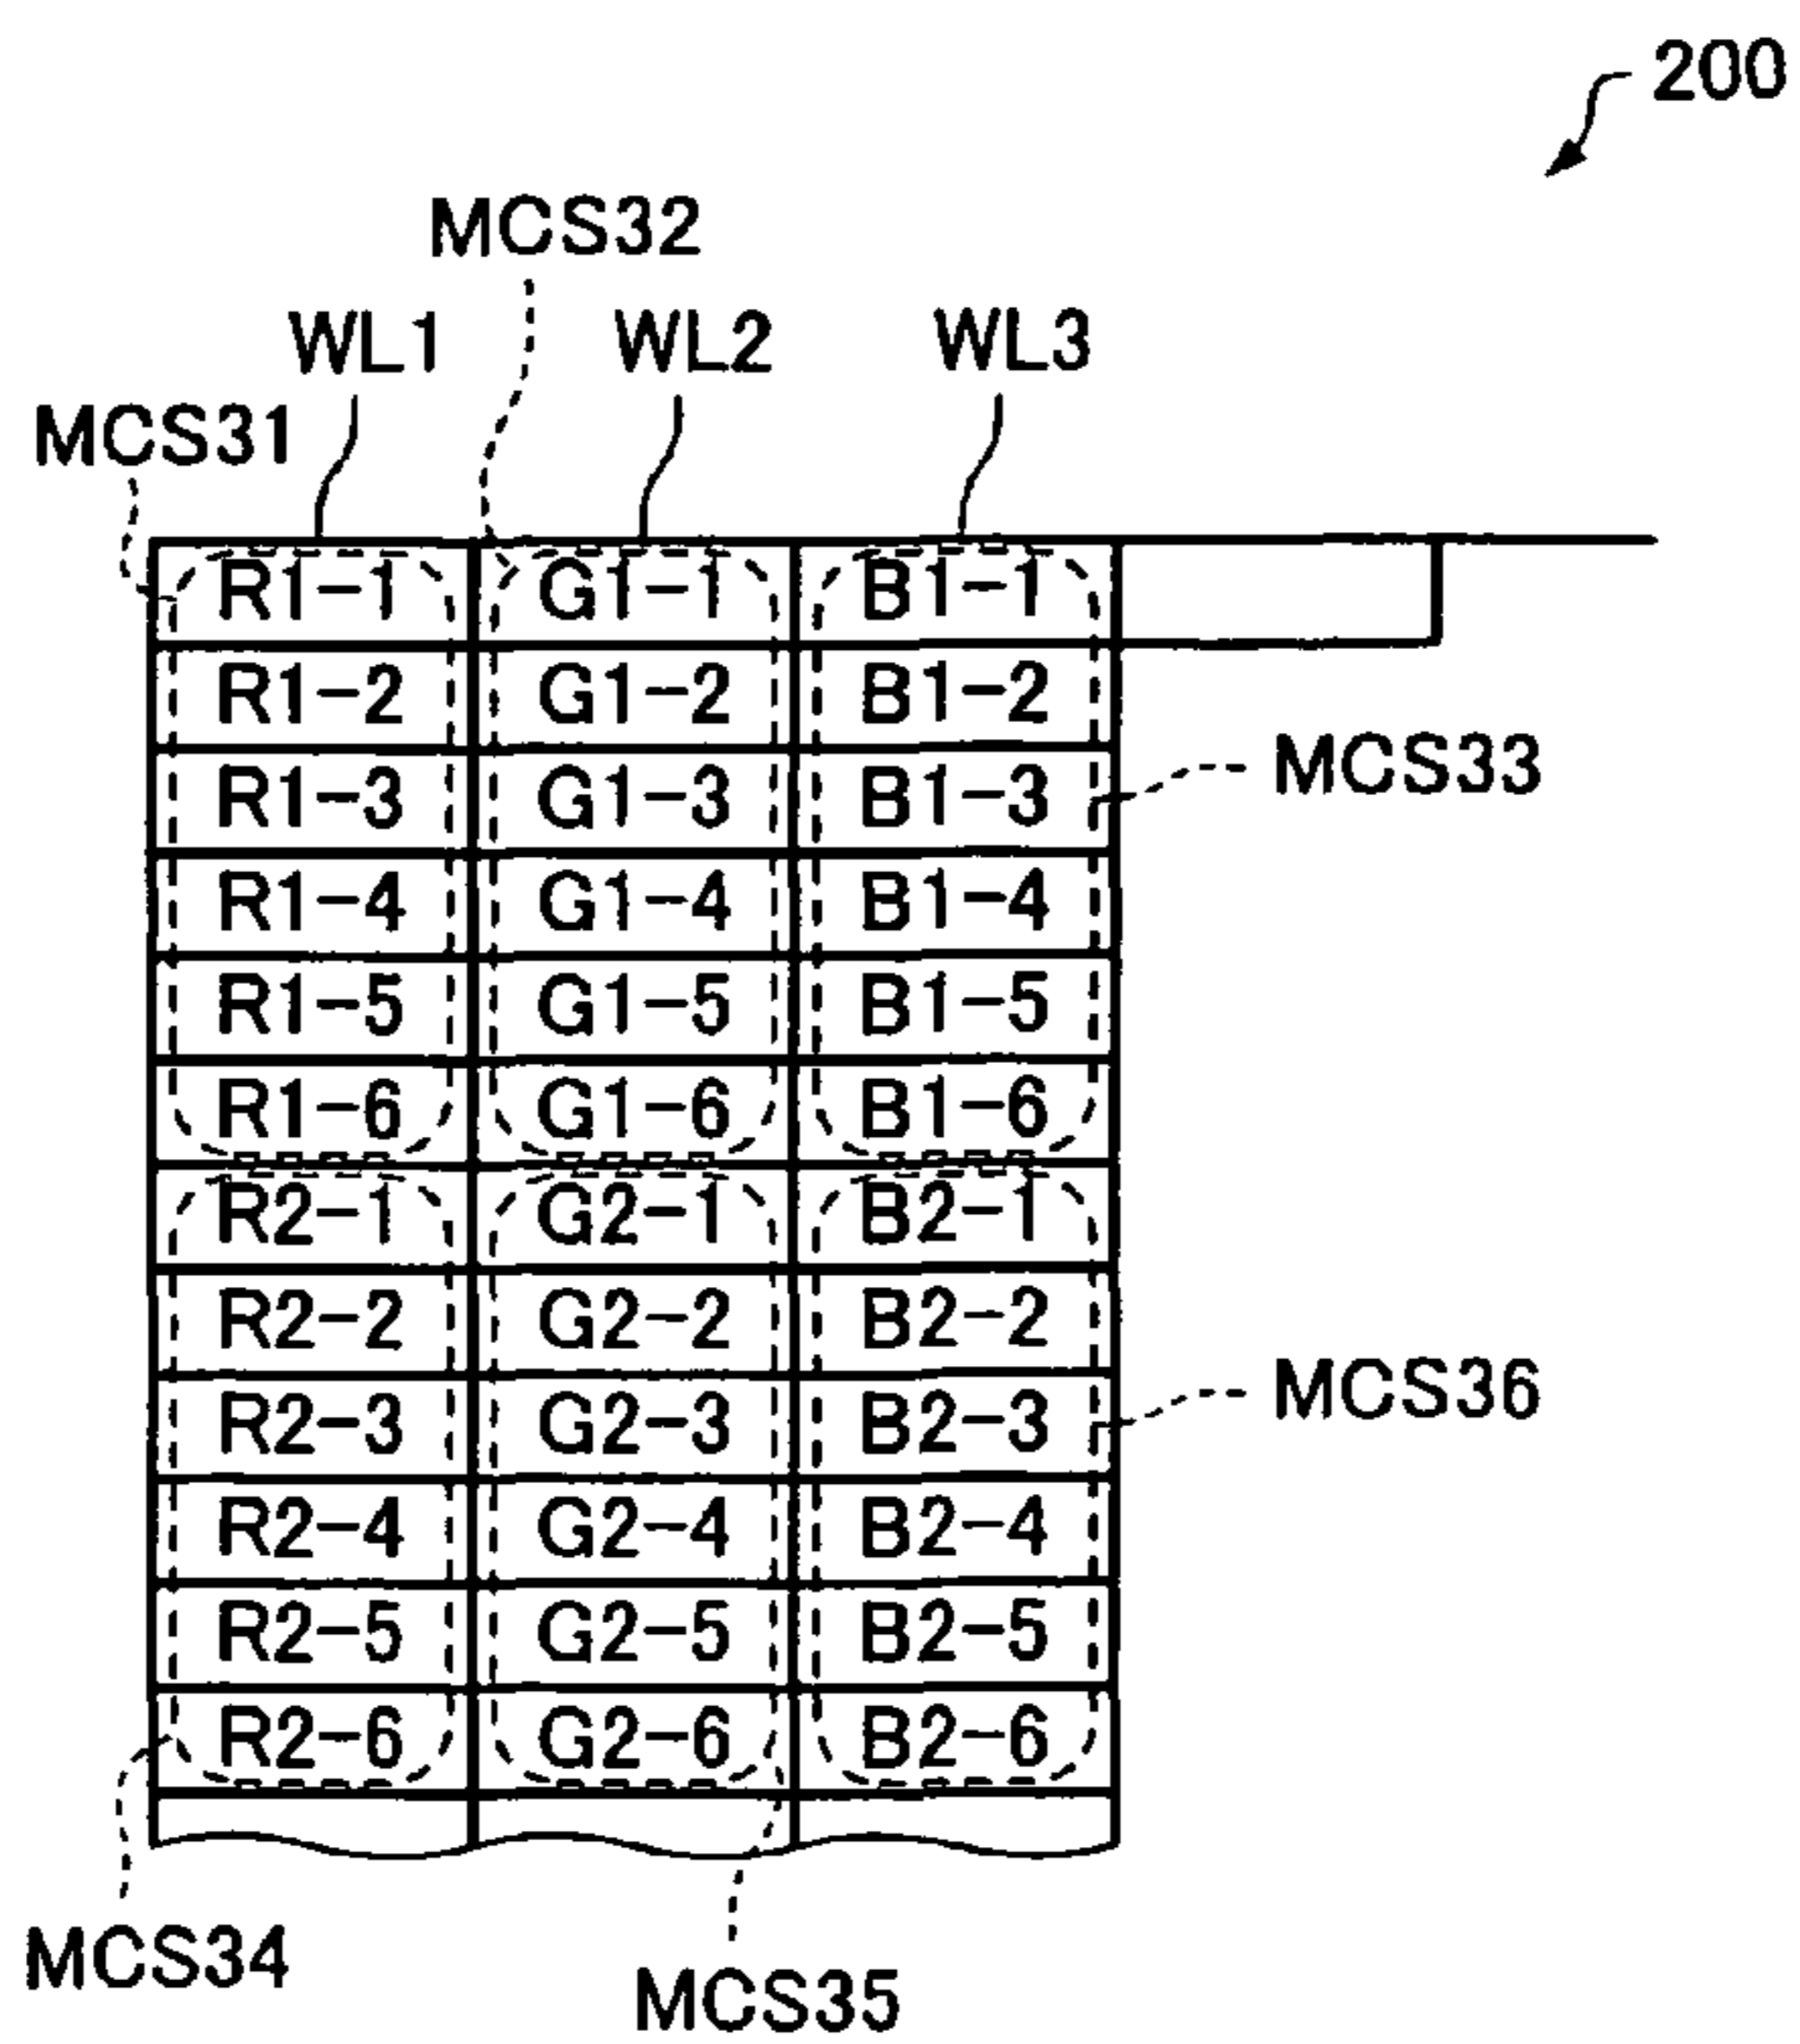 200
MCS32
WL1 WL2 WL3
MCS31
R1-1 G1-1 B1-1
R1-2 G1-2 B1-2
R1-3 G1-3 B1-3 MCS33
R1-4 G1-4 B1-4
R1-5 G1-5 B1-5
R1-6 G1-6 B1-6
R2-1 G2-1 B2-1
R2-2 G2-2 B2-2
R2-3 G2-3 B2-3 MCS36
R2-4 G2-4 B2-4
R2-5 G2-5 B2-5
R2-6 G2-6 B2-6
MCS34
MCS35